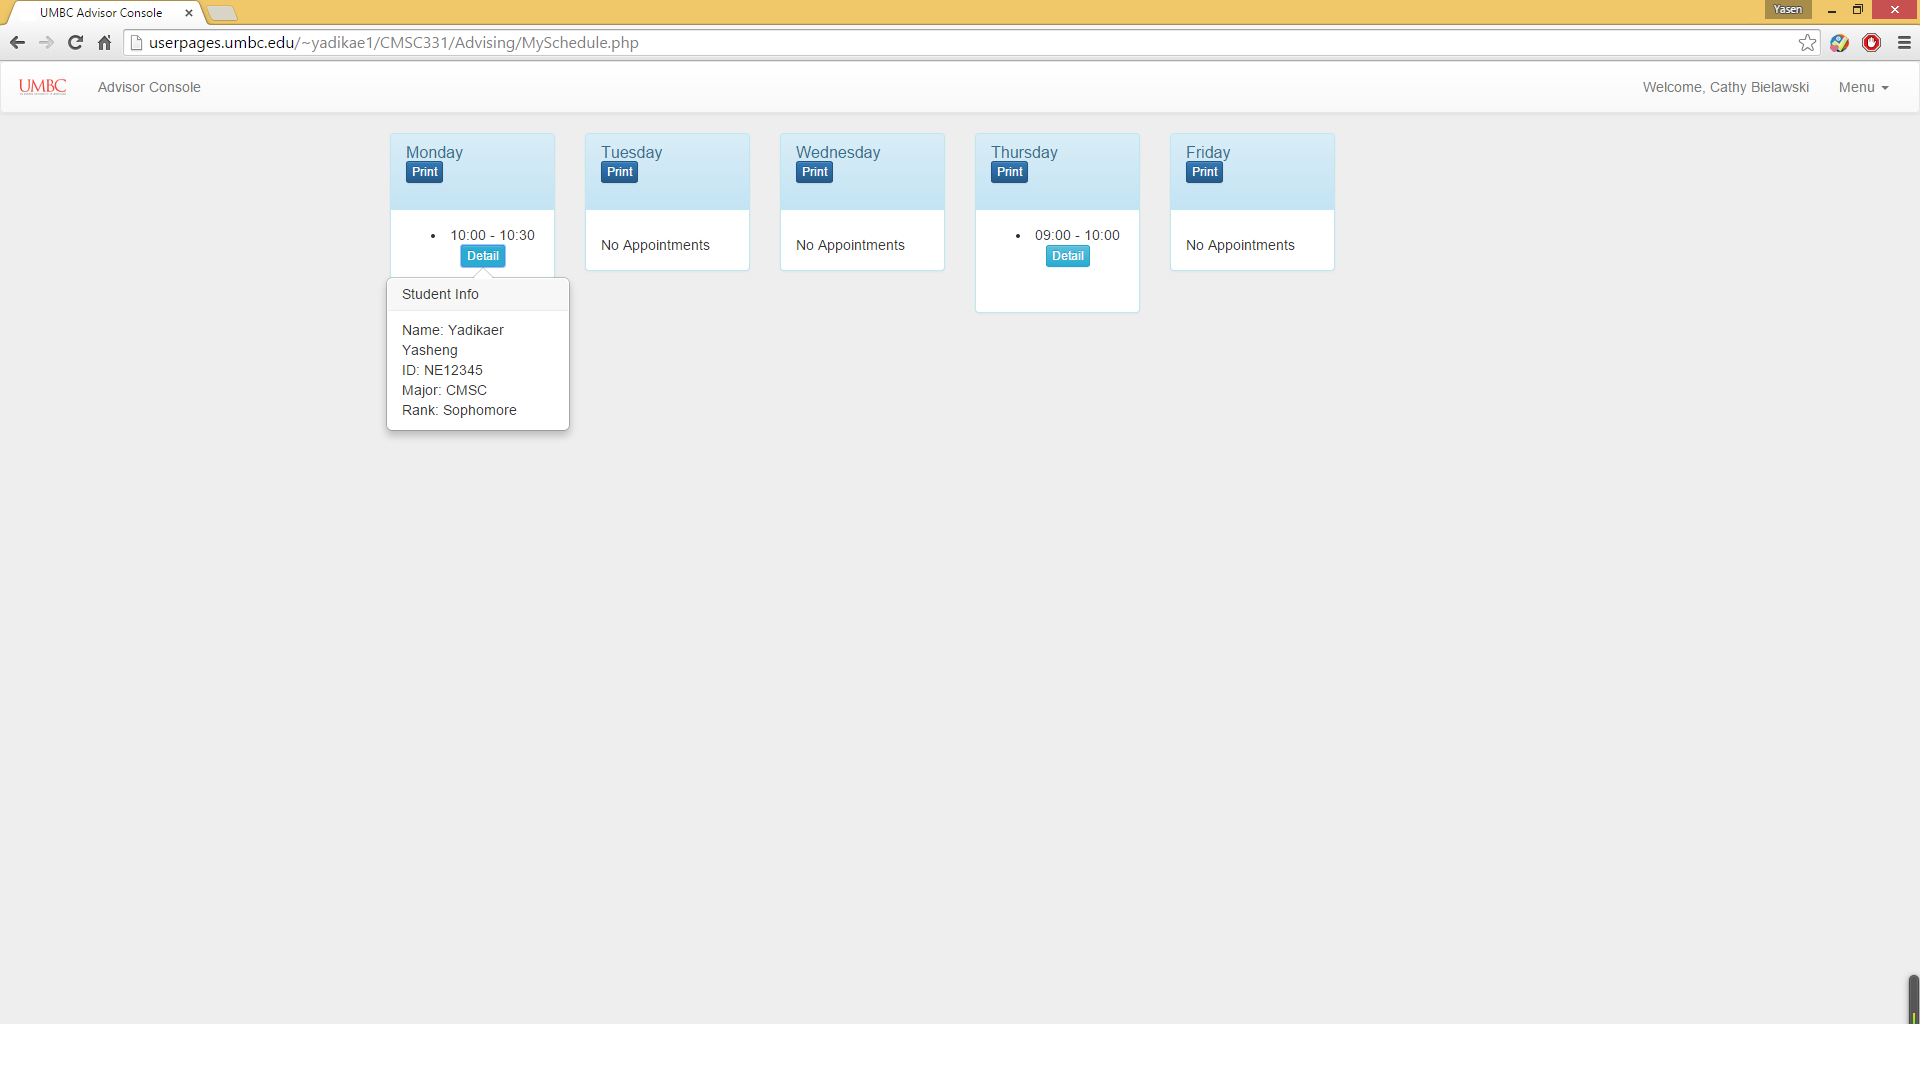 UMBC Advisor Console
Yasen
userpages.umbc.edu/~yadikae1/CMSC331/Advising/MySchedule.php
UMBC
Advisor Console
Welcome, Cathy Bielawski
Menu
Monday
Print
10:00 - 10:30
Detail
Student Info
Name: Yadikaer
Yasheng
ID: NE12345
Major: CMSC
Rank: Sophomore
Tuesday
Print
No Appointments
Wednesday
Print
No Appointments
Thursday
Print
09:00 - 10:00
Detail
Friday
Print
No Appointments